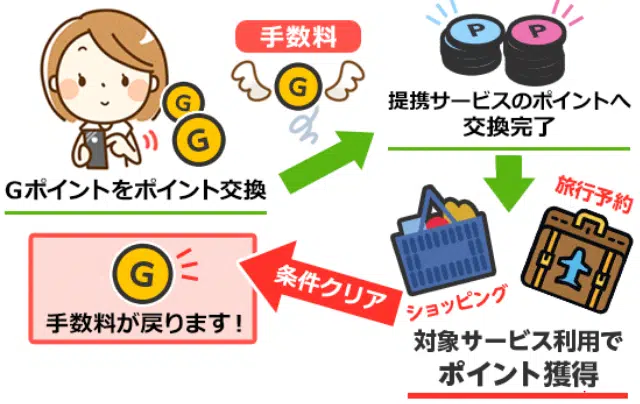 手数料
G
G
G
P
P
Gポイントをポイント交換
提携サービスのポイントへ
交換完了
旅行予約
ショッピング
対象サービス利用で
ポイント獲得
条件クリア
G
手数料が戻ります！